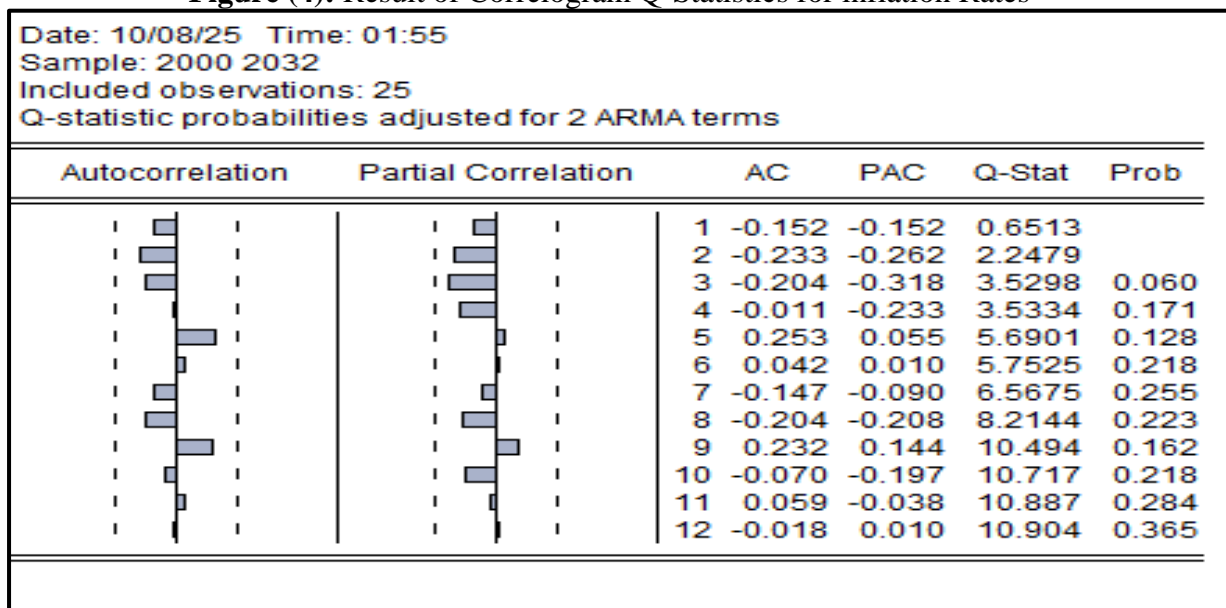 Figure (4): Result of Correlogram Q-Statistics for Inflation Rates
Date: 10/08/25 Time: 01:55
Sample: 2000 2032
Included observations: 25
Q-statistic probabilities adjusted for 2 ARMA terms
Autocorrelation Partial Correlation AC PAC Q-Stat Prob
1 -0.152 -0.152 0.6513
2 -0.233 -0.262 2.2479
3 -0.204 -0.318 3.5298 0.060
4 -0.011 -0.233 3.5334 0.171
5 0.253 0.055 5.6901 0.128
6 0.042 0.010 5.7525 0.218
7 -0.147 -0.090 6.5675 0.255
8 -0.204 -0.208 8.2144 0.223
9 0.232 0.144 10.494 0.162
10 -0.070 -0.197 10.717 0.218
11 0.059 -0.038 10.887 0.284
12 -0.018 0.010 10.904 0.365